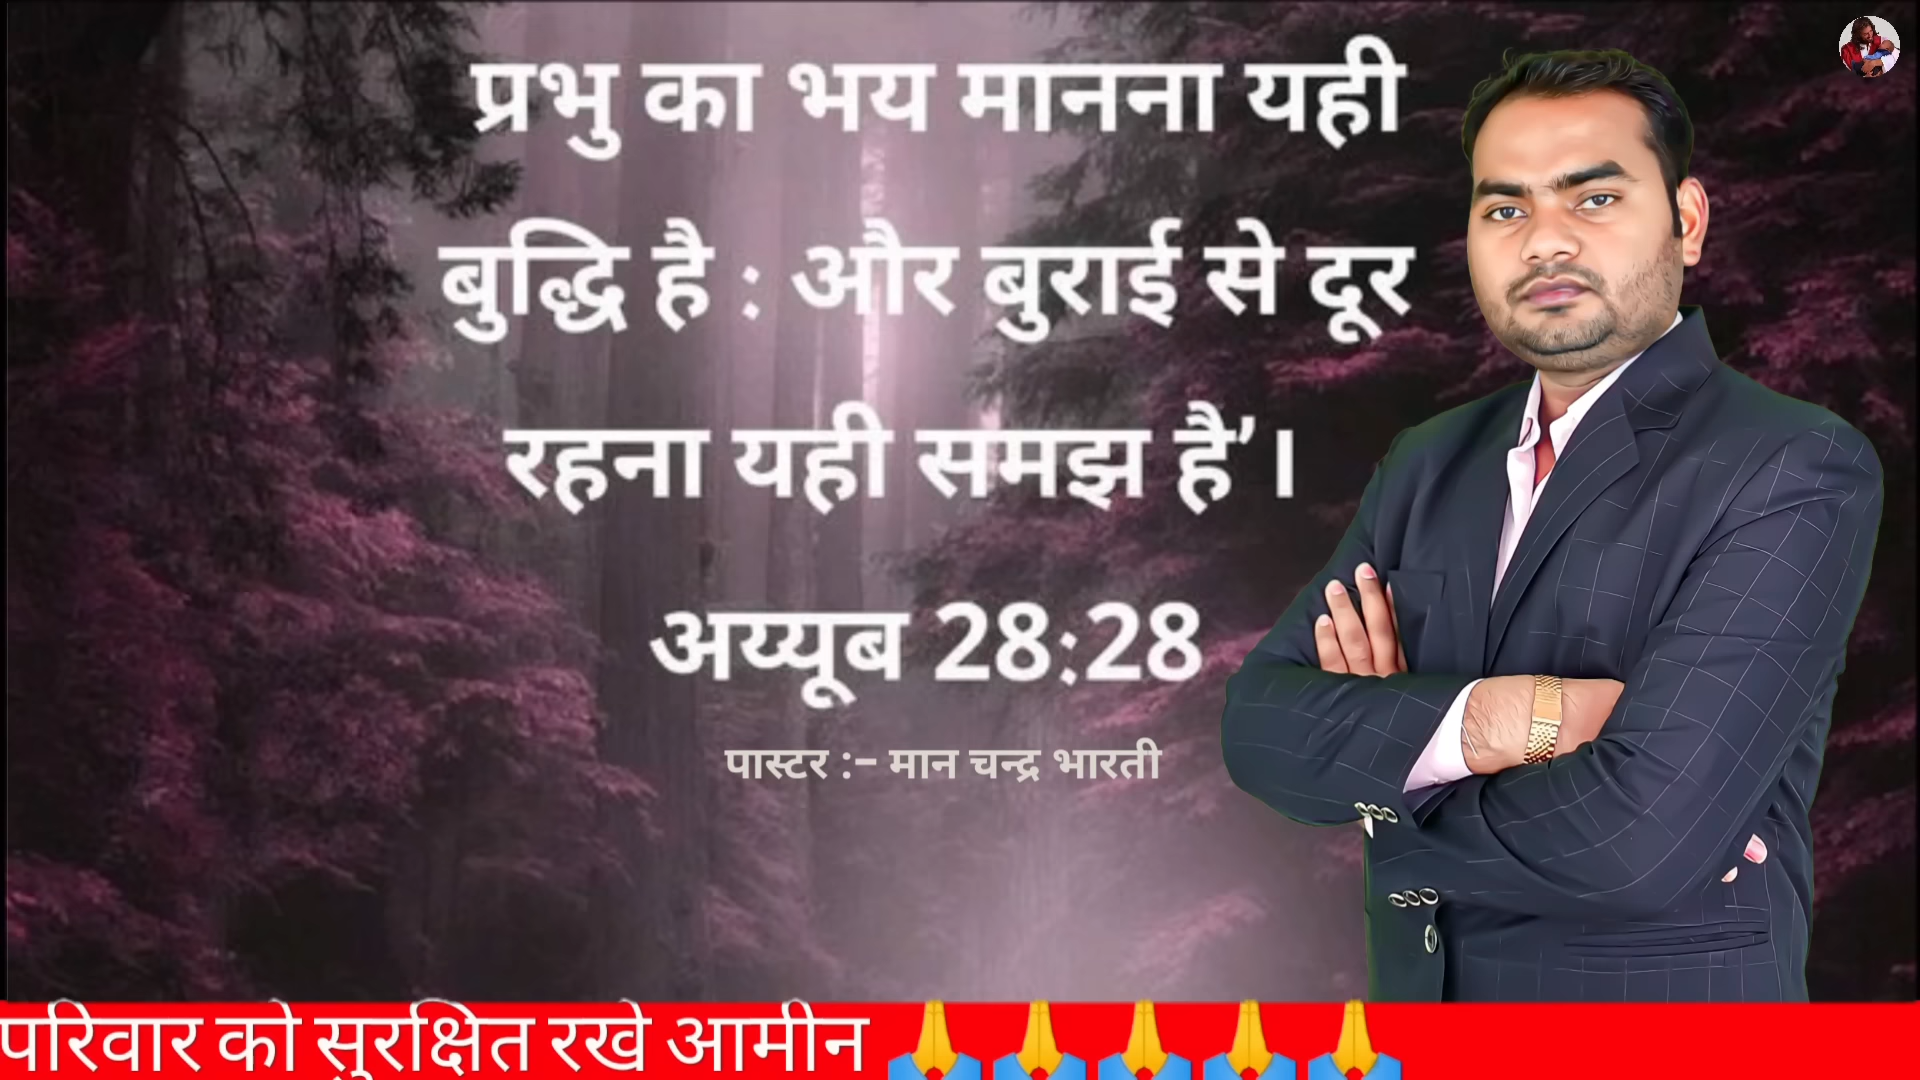 प्रभु का भय मानना यही
बुद्धि है : और बुराई से दूर
रहना यही समझ है’।
अय्यूब 28:28
पास्टर :– मान चन्द्र भारती
परिवार को सुरक्षित रखे आमीन 🙏🙏🙏🙏🙏